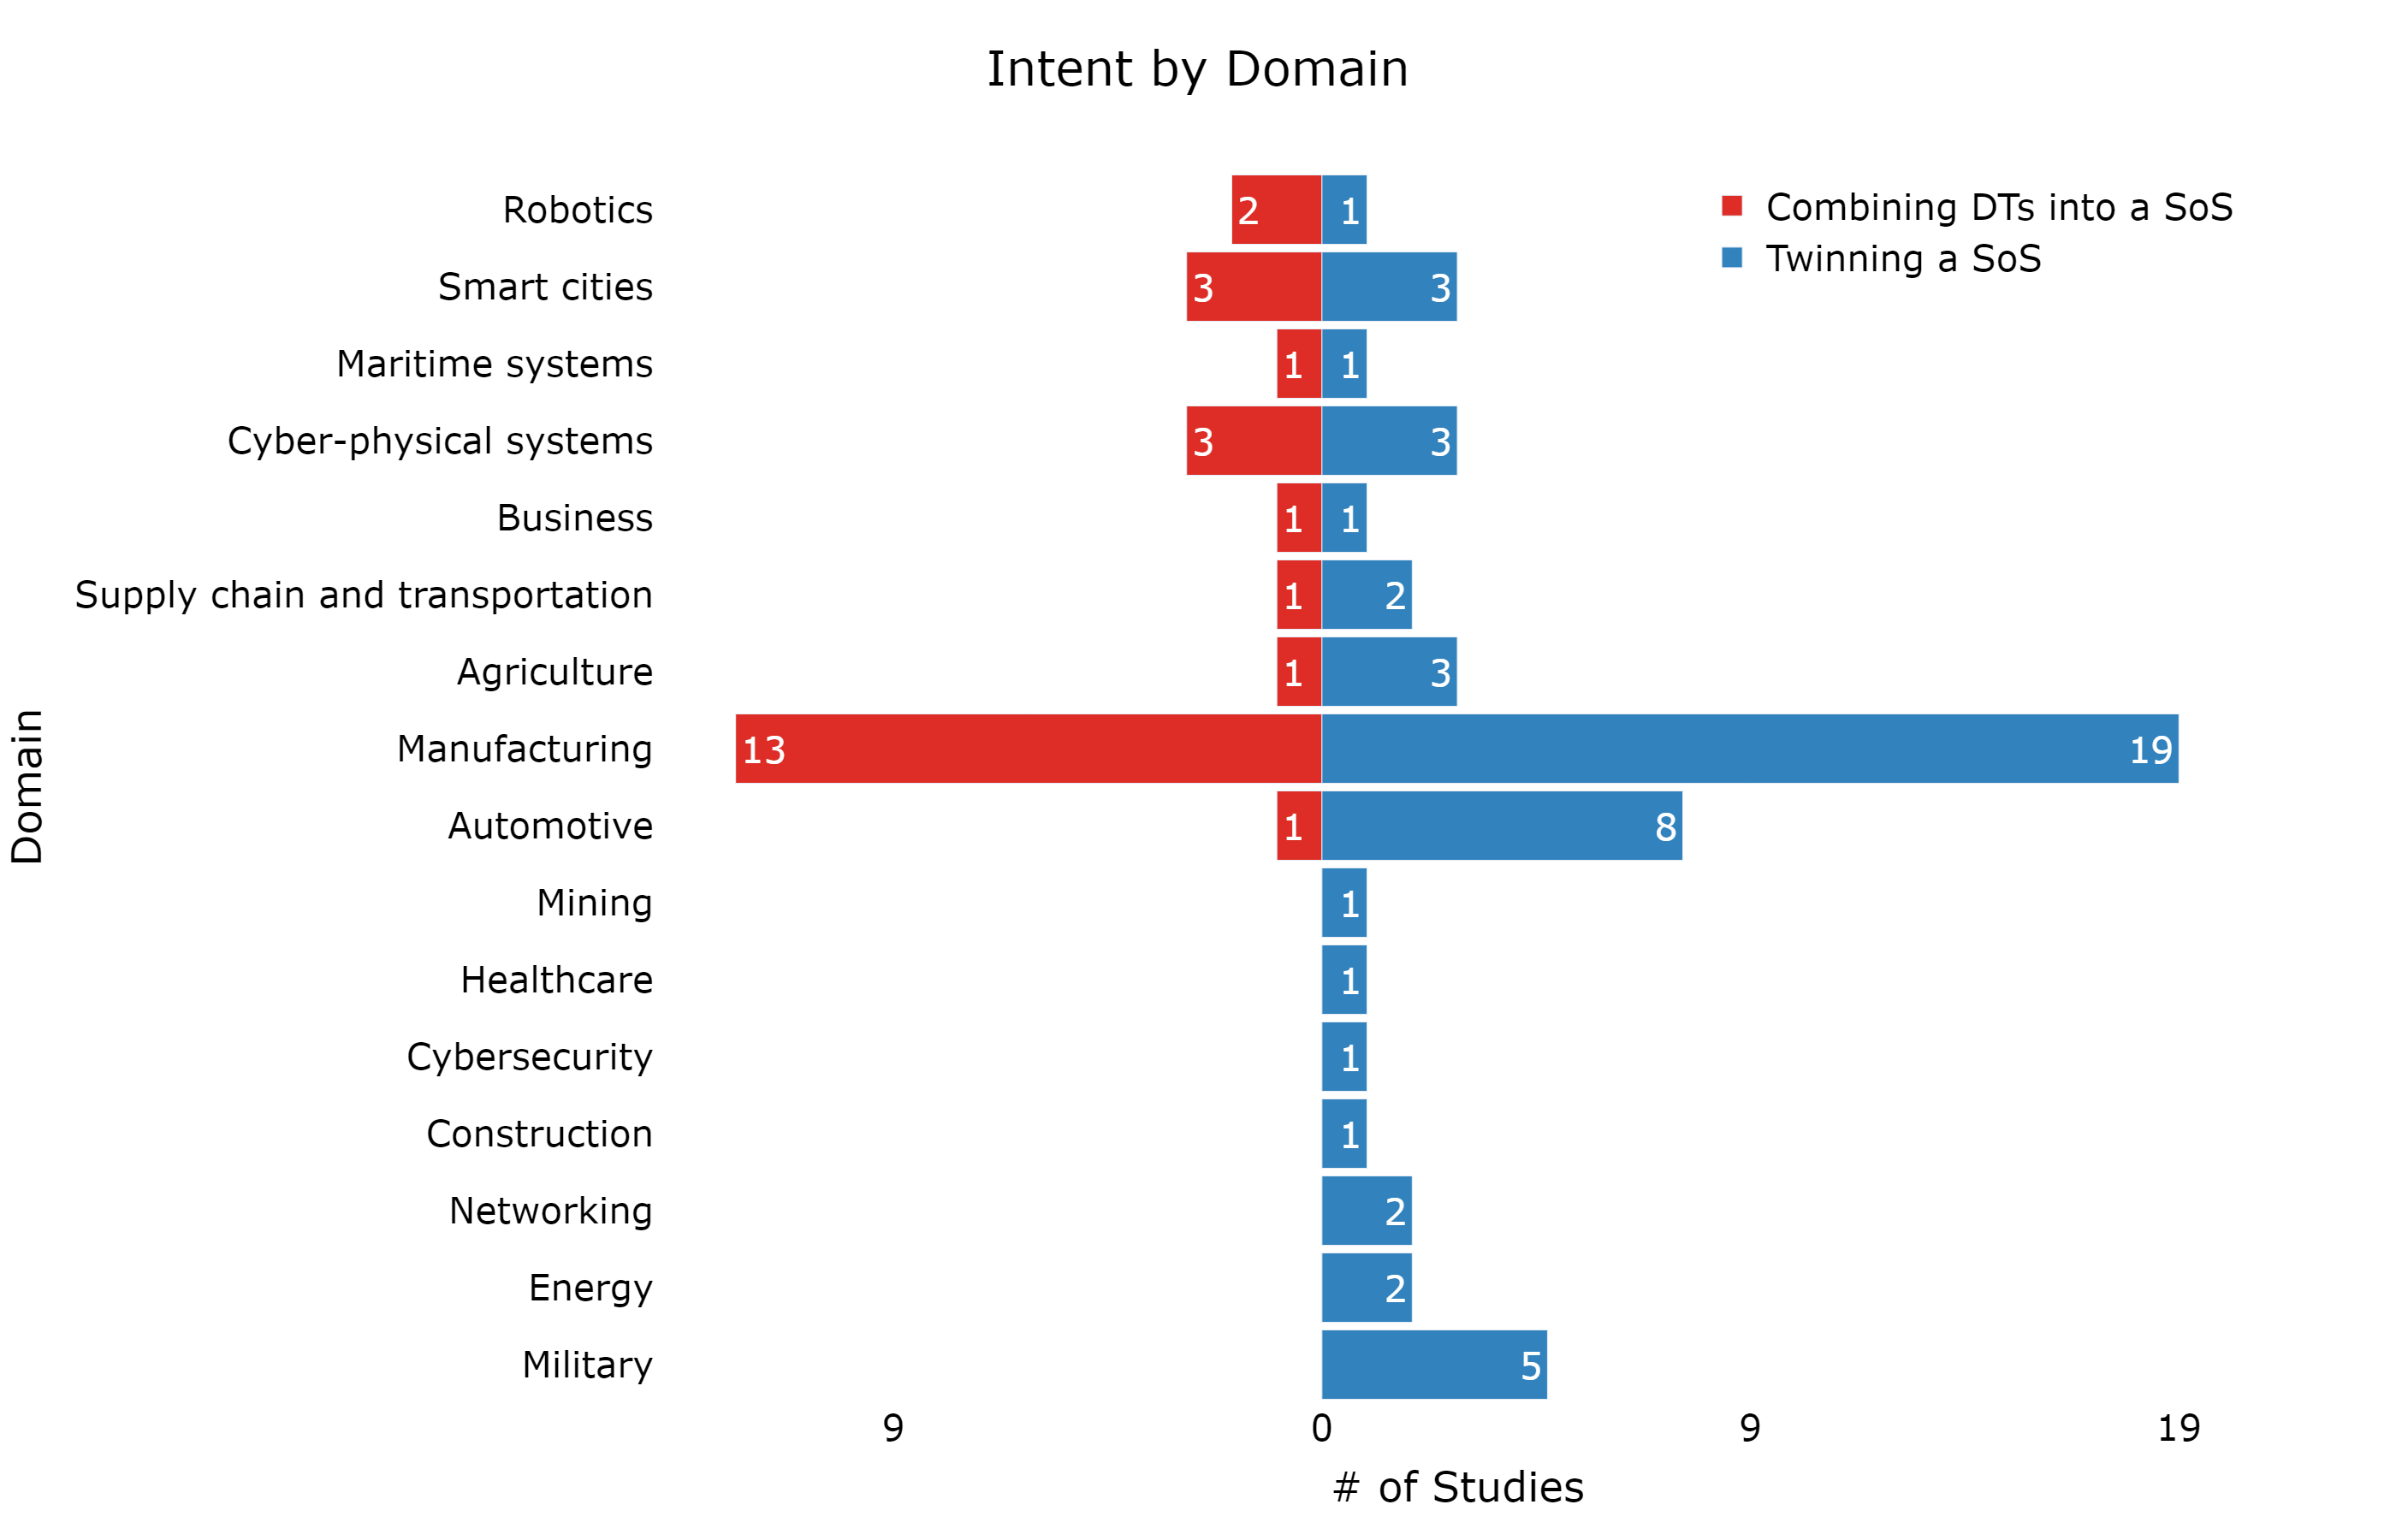 Intent by Domain
Combining DTs into a SoS
Twinning a SoS
Robotics 2 1
Smart cities 3 3
Maritime systems 1 1
Cyber-physical systems 3 3
Business 1 1
Supply chain and transportation 1 2
Agriculture 1 3
Manufacturing 13 19
Automotive 1 8
Mining 1
Healthcare 1
Cybersecurity 1
Construction 1
Networking 2
Energy 2
Military 5
Domain
9 0 9 19
# of Studies